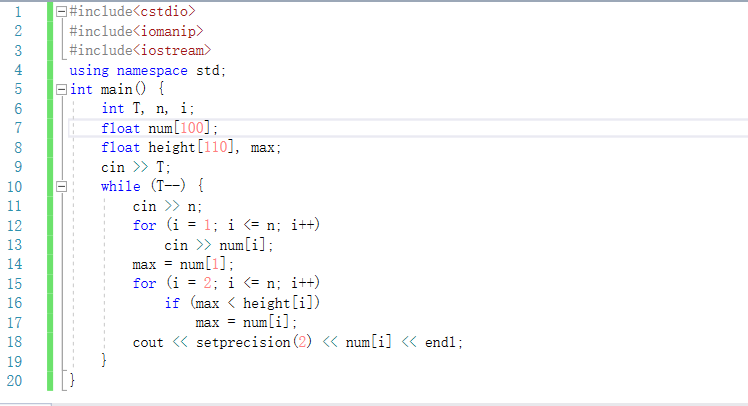 1 #include<cstdio>
2 #include<iomanip>
3 #include<iostream>
4 using namespace std;
5 int main() {
6     int T, n, i;
7     float num[100];
8     float height[110], max;
9     cin >> T;
10     while (T--) {
11         cin >> n;
12         for (i = 1; i <= n; i++)
13             cin >> num[i];
14         max = num[1];
15         for (i = 2; i <= n; i++)
16             if (max < height[i])
17                 max = num[i];
18         cout << setprecision(2) << num[i] << endl;
19     }
20 }